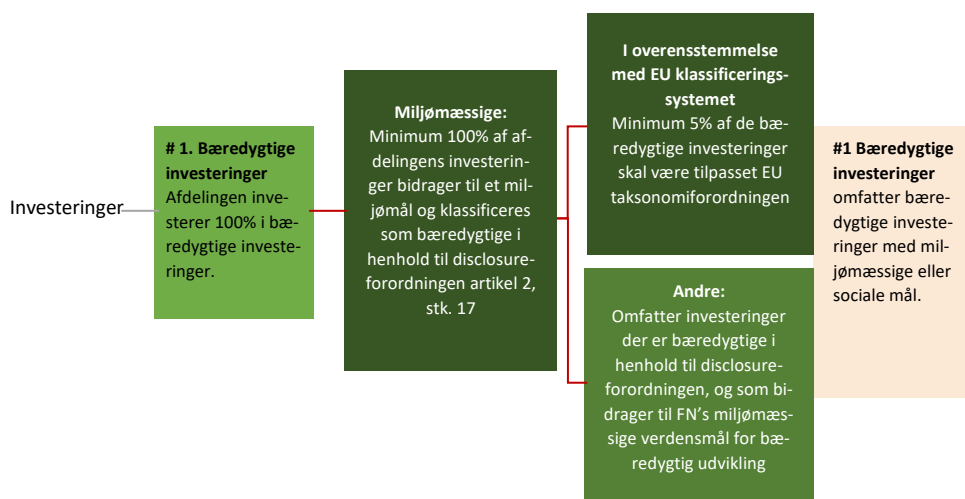 Investeringer
# 1. Bæredygtige
investeringer
Afdelingen inve-
sterer 100% i bæ-
redygtige investe-
ringer.
Miljømæssige:
Minimum 100% af af-
delingens investerin-
ger bidrager til et mil-
jømål og klassificeres
som bæredygtige i
henhold til disclosure-
forordningen artikel 2,
stk. 17
I overensstemmelse
med EU klassificerings-
systemet
Minimum 5% af de bæ-
redygtige investeringer
skal være tilpasset EU
taksonomiforordningen
Andre:
Omfatter investeringer
der er bæredygtige i
henhold til disclosure-
forordningen, og som bi-
drager til FN’s miljømæs-
sige verdensmål for bæ-
redygtig udvikling
#1 Bæredygtige
investeringer
omfatter bære-
dygtige investe-
ringer med mil-
jømæssige eller
sociale mål.